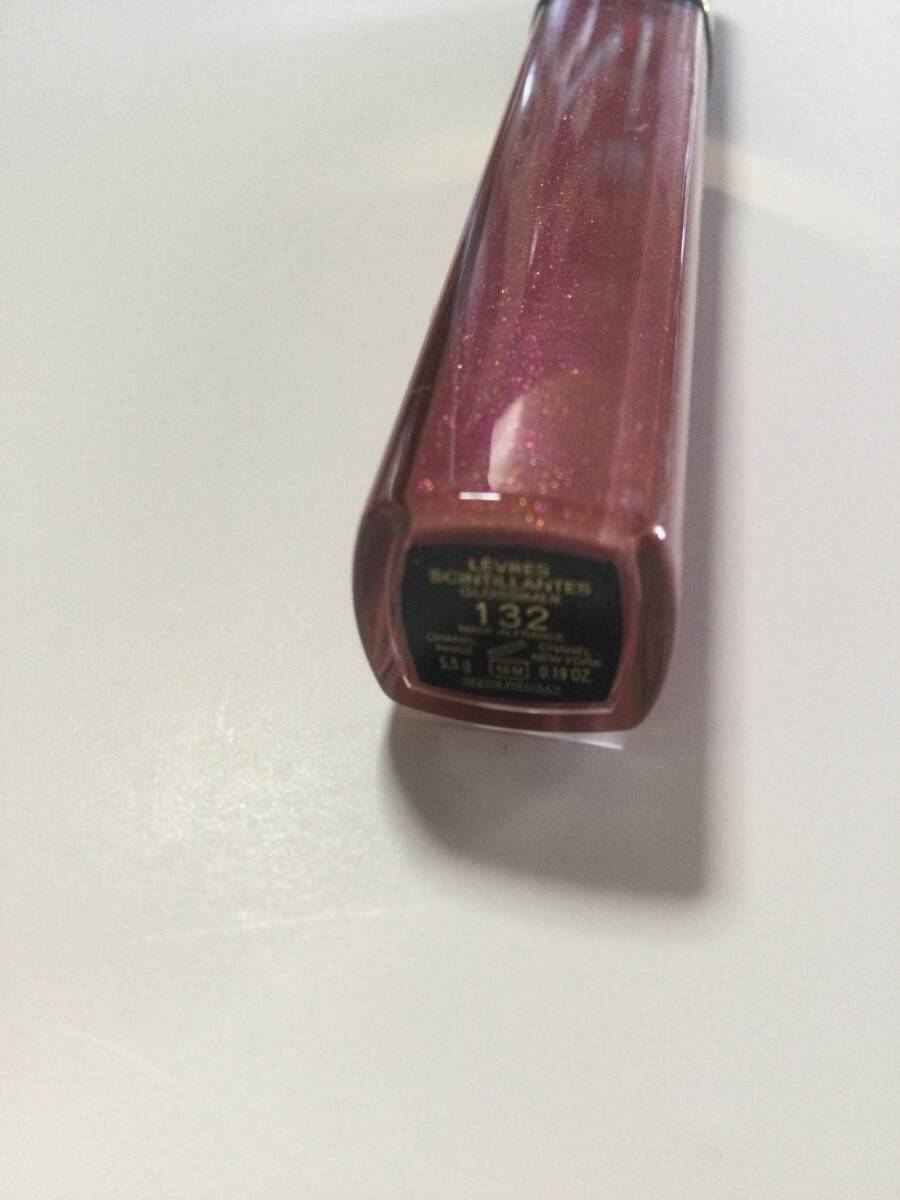 LÈVRES
SCINTILLANTES
GLOSSIMER
132
MADE IN FRANCE
CHANEL PARIS
CHANEL NEW YORK
5,5 g
0.19 OZ.